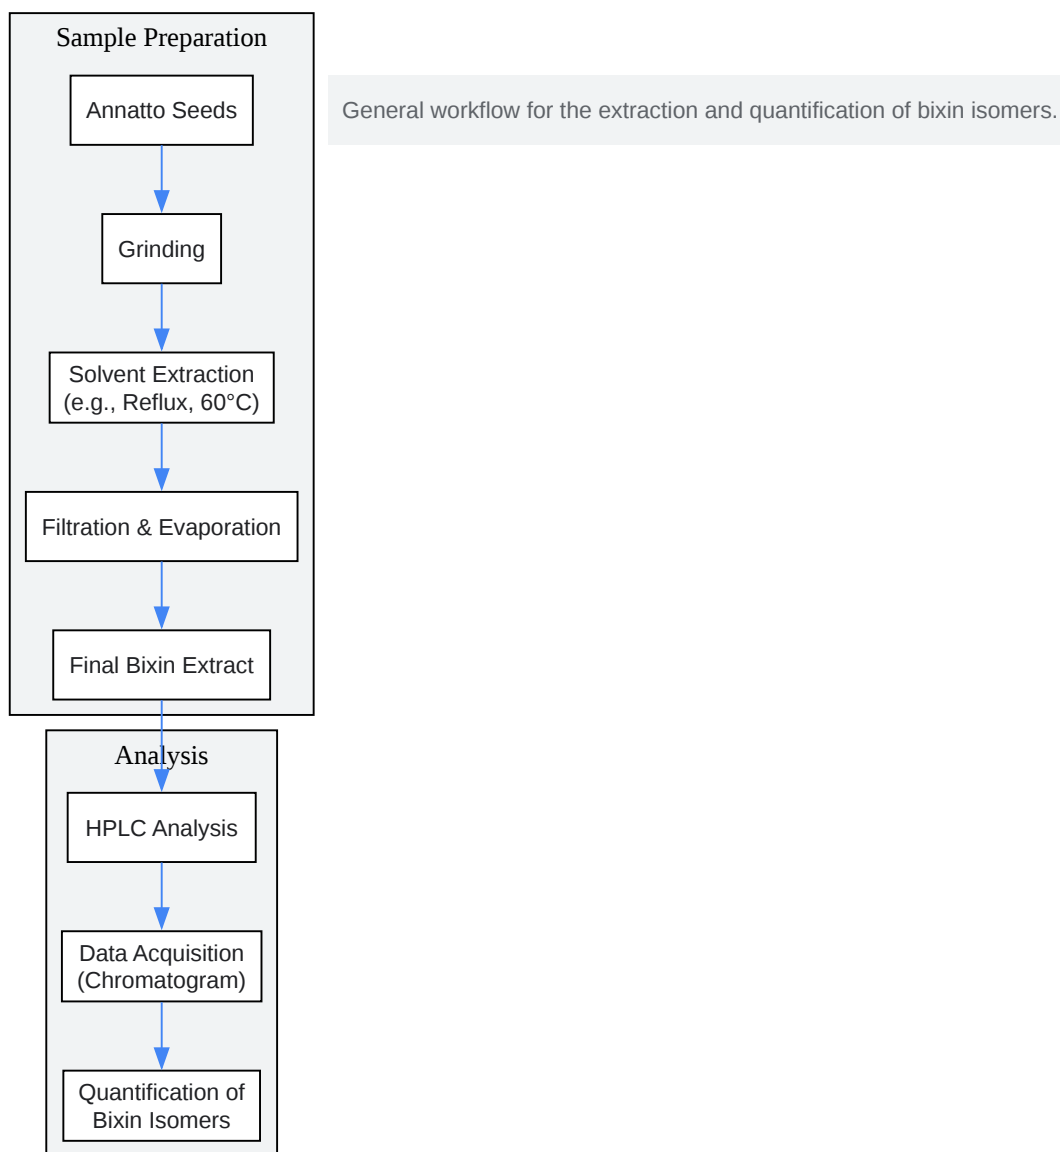 Sample Preparation
Annatto Seeds
General workflow for the extraction and quantification of bixin isomers.
Grinding
Solvent Extraction
(e.g., Reflux, 60°C)
Filtration & Evaporation
Final Bixin Extract
Analysis
HPLC Analysis
Data Acquisition
(Chromatogram)
Quantification of
Bixin Isomers